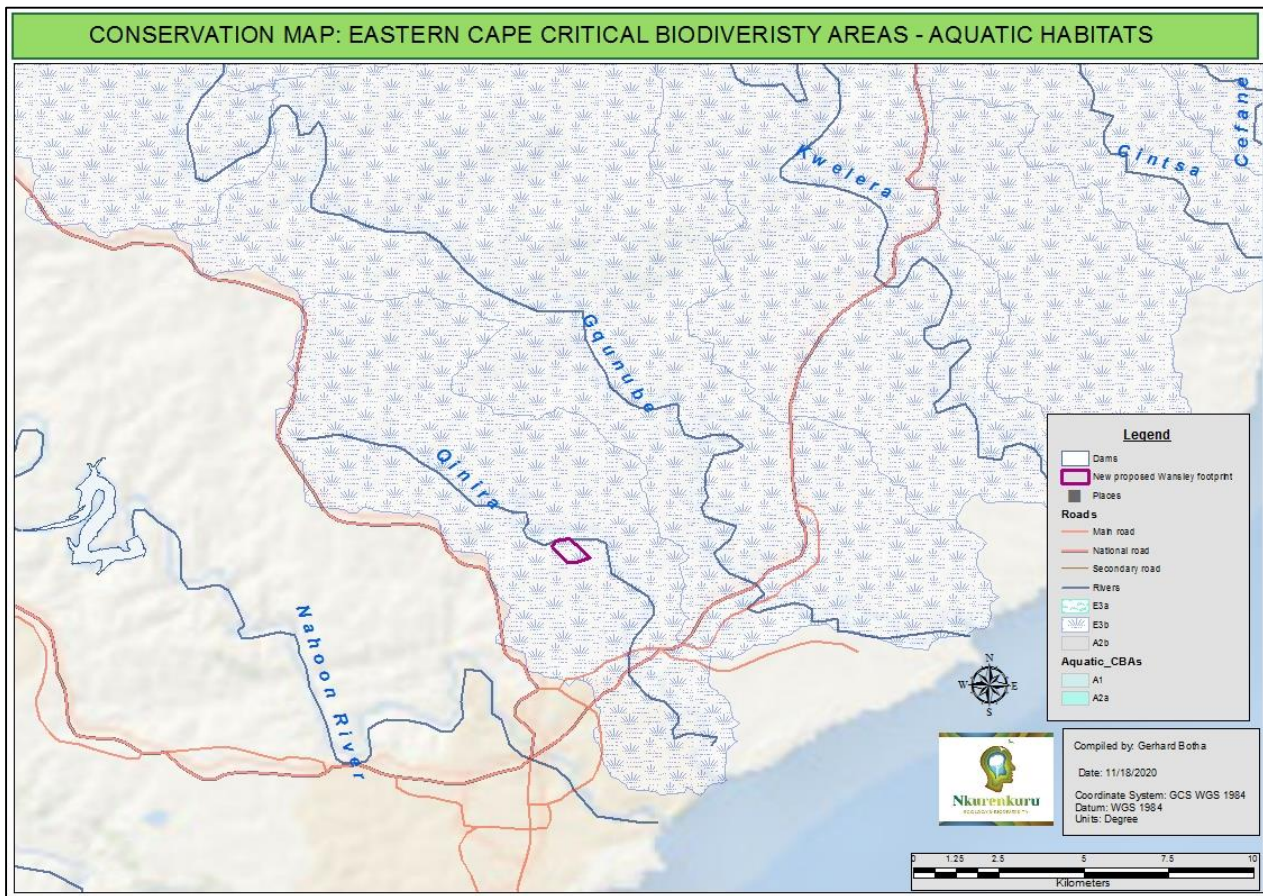 CONSERVATION MAP: EASTERN CAPE CRITICAL BIODIVERISTY AREAS - AQUATIC HABITATS
Cefane
Cintsa
Kwelera
Gqunube
Qinira
Nahoon River
Legend
Dams
New proposed Wansley footprint
Places
Roads
Main road
National road
Secondary road
Rivers
E3a
E3b
A2b
Aquatic_CBAs
A1
A2a
N
W E
S
Nkurenkuru
Compiled by: Gerhard Botha
Date: 11/18/2020
Coordinate System: GCS WGS 1984
Datum: WGS 1984
Units: Degree
0 1.25 2.5 5 7.5 10
Kilometers